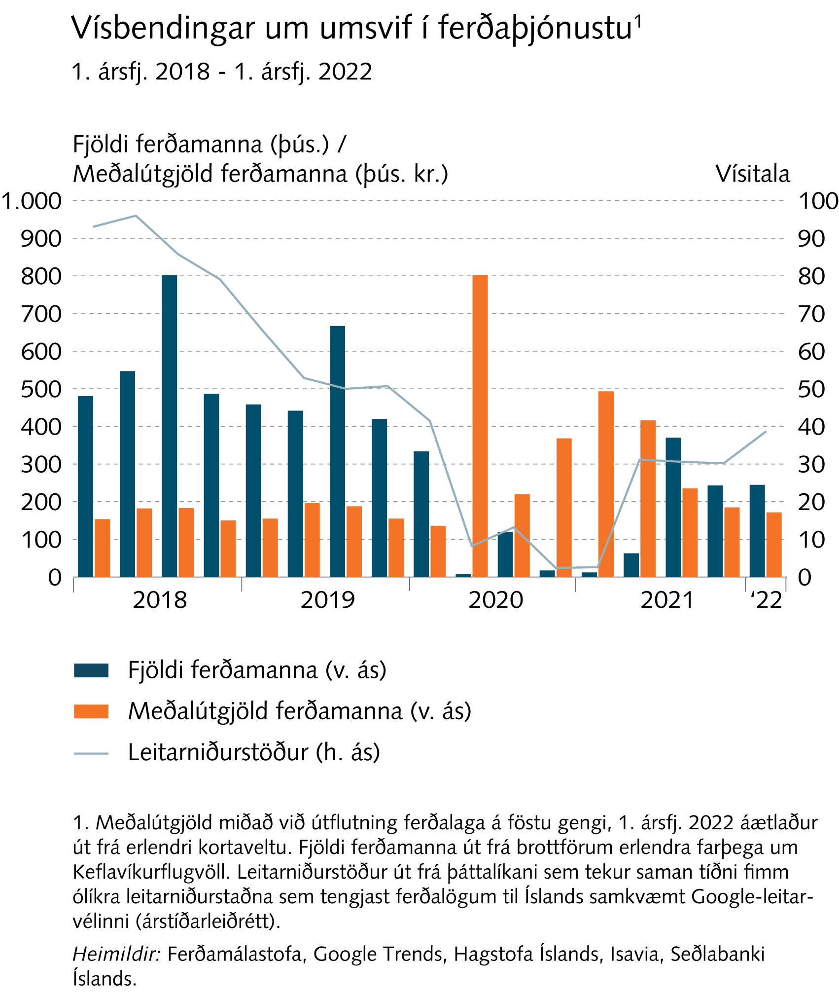 Vísbendingar um umsvif í ferðaþjónustu¹
1. ársfj. 2018 - 1. ársfj. 2022
Fjöldi ferðamanna (þús.) /
Meðalútgjöld ferðamanna (þús. kr.)
Vísitala
1.000 100
900 90
800 80
700 70
600 60
500 50
400 40
300 30
200 20
100 10
0 0
2018 2019 2020 2021 ‘22
Fjöldi ferðamanna (v. ás)
Meðalútgjöld ferðamanna (v. ás)
Leitarniðurstöður (h. ás)
1. Meðalútgjöld miðað við útflutning ferðalaga á föstu gengi, 1. ársfj. 2022 áætlaður
út frá erlendri kortaveltu. Fjöldi ferðamanna út frá brottförum erlendra farþega um
Keflavíkurflugvöll. Leitarniðurstöður út frá þáttalíkani sem tekur saman tíðni fimm
ólíkra leitarniðurstaðna sem tengjast ferðalögum til Íslands samkvæmt Google-leitar-
vélinni (árstíðarleiðrétt).
Heimildir: Ferðamálastofa, Google Trends, Hagstofa Íslands, Isavia, Seðlabanki
Íslands.